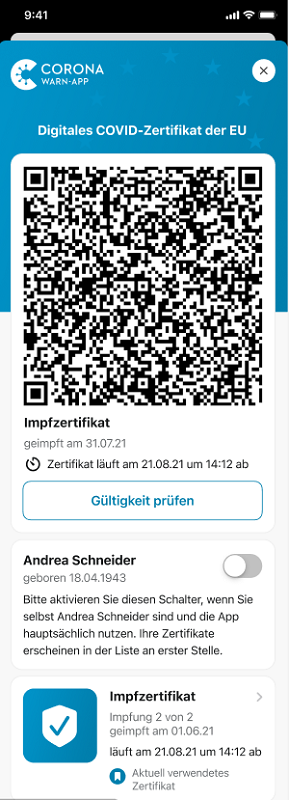 9:41
CORONA
WARN-APP
Digitales COVID-Zertifikat der EU
Impfzertifikat
geimpft am 31.07.21
Zertifikat läuft am 21.08.21 um 14:12 ab
Gültigkeit prüfen
Andrea Schneider
geboren 18.04.1943
Bitte aktivieren Sie diesen Schalter, wenn Sie
selbst Andrea Schneider sind und die App
hauptsächlich nutzen. Ihre Zertifikate
erscheinen in der Liste an erster Stelle.
Impfzertifikat
Impfung 2 von 2
geimpft am 01.06.21
läuft am 21.08.21 um 14:12 ab
Aktuell verwendetes
Zertifikat